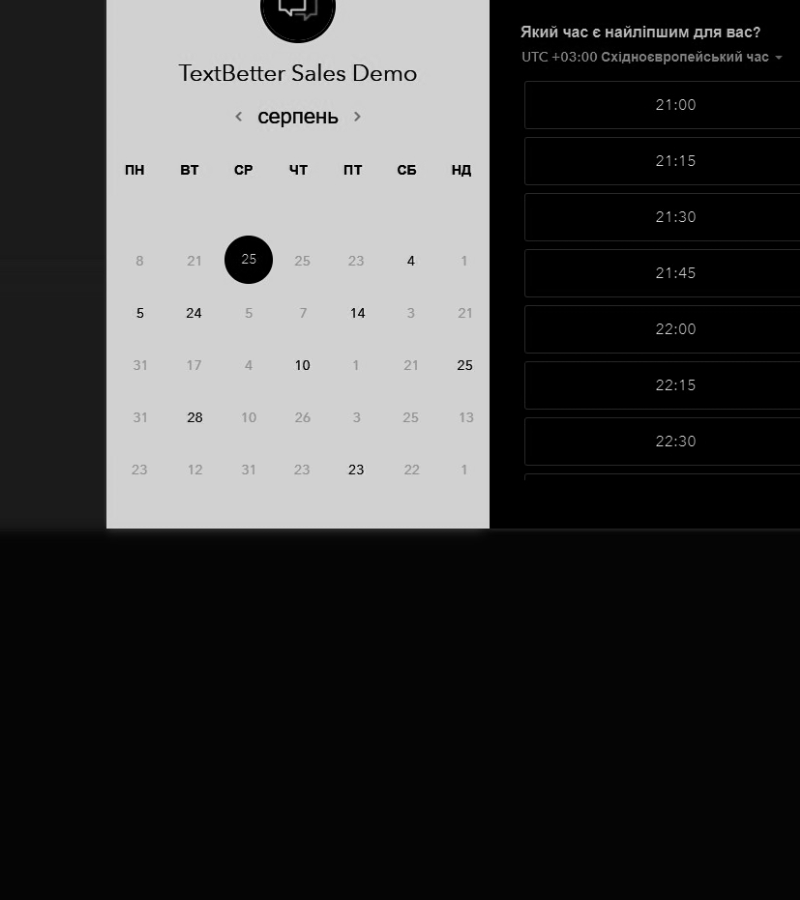 TextBetter Sales Demo
серпень
ПН ВТ СР ЧТ ПТ СБ НД
8 21 25 25 23 4 1
5 24 5 7 14 3 21
31 17 4 10 1 21 25
31 28 10 26 3 25 13
23 12 31 23 23 22 1
Який час є найліпшим для вас?
UTC +03:00 Східноєвропейський час
21:00
21:15
21:30
21:45
22:00
22:15
22:30